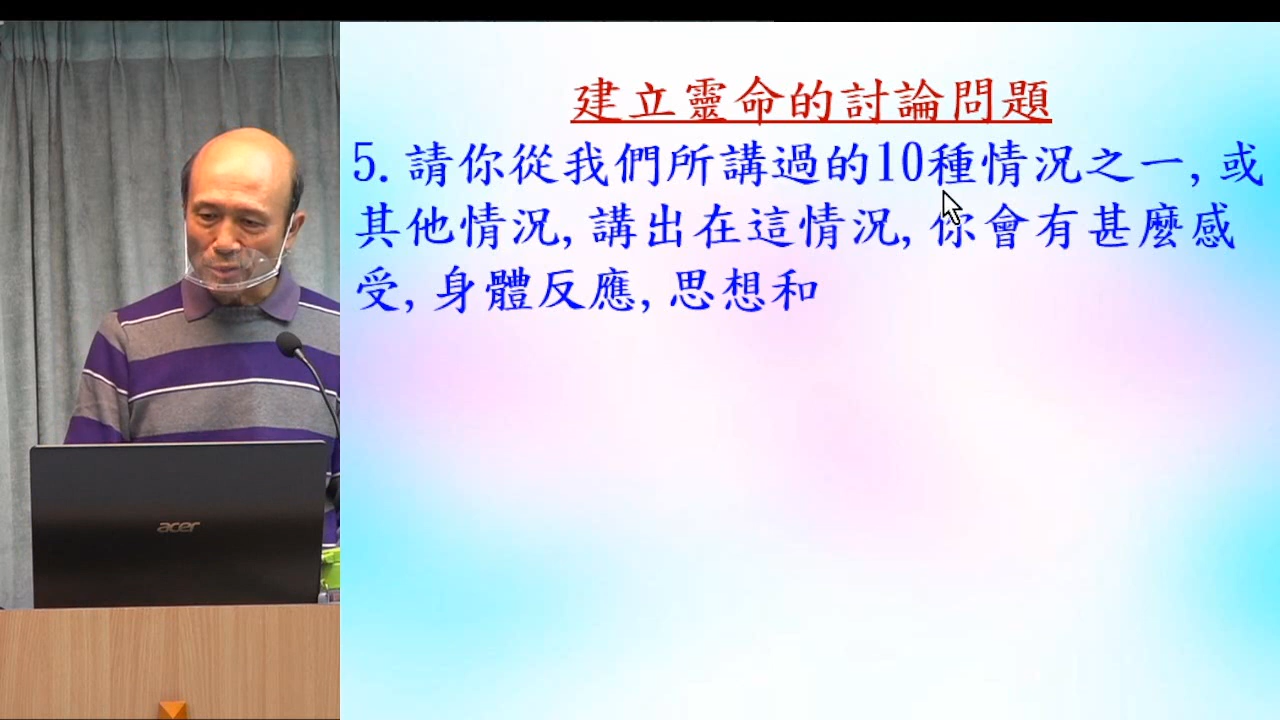 建立靈命的討論問題
5.請你從我們所講過的10種情況之一,或
其他情況,講出在這情況,你會有甚麼感
受,身體反應,思想和
acer